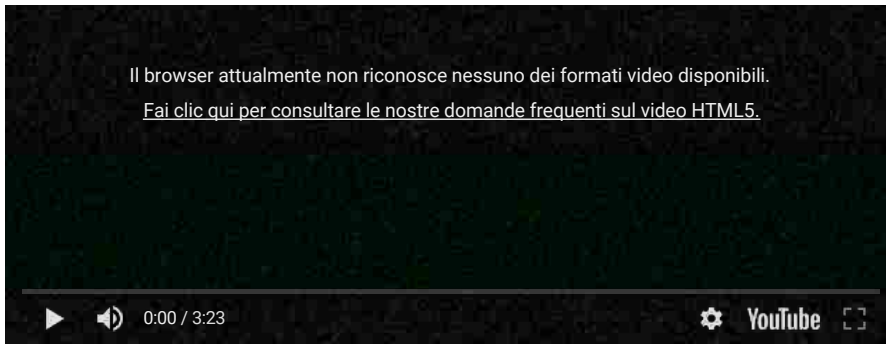 Il browser attualmente non riconosce nessuno dei formati video disponibili.
Fai clic qui per consultare le nostre domande frequenti sul video HTML5.
0:00 / 3:23
YouTube